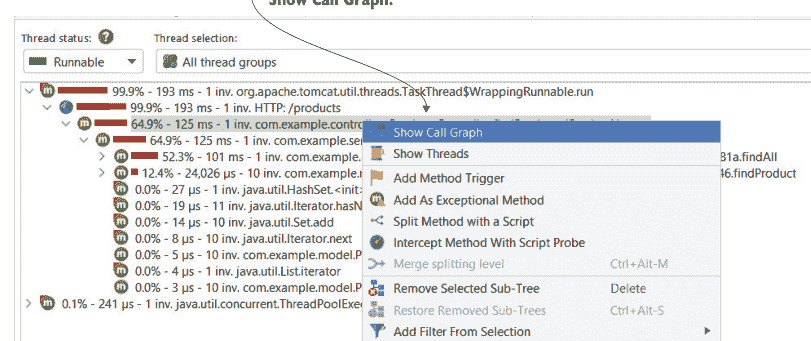 Show Call Graph.
Thread status: ? Thread selection:
Runnable All thread groups
99.9% - 193 ms - 1 inv. org.apache.tomcat.util.threads.TaskThread$WrappingRunnable.run
99.9% - 193 ms - 1 inv. HTTP: /products
64.9% - 125 ms - 1 inv. com.example.contro
Show Call Graph
64.9% - 125 ms - 1 inv. com.example.se
Show Threads
52.3% - 101 ms - 1 inv. com.example. 81a.findAll
12.4% - 24,026 µs - 10 inv. com.example. 46.findProduct
Add Method Trigger
0.0% - 27 µs - 1 inv. java.util.HashSet.<init>
Add As Exceptional Method
0.0% - 19 µs - 11 inv. java.util.Iterator.hasN
0.0% - 14 µs - 10 inv. java.util.Set.add
Split Method with a Script
0.0% - 8 µs - 10 inv. java.util.Iterator.next
Intercept Method With Script Probe
0.0% - 5 µs - 10 inv. com.example.model.P
Merge splitting level Ctrl+Alt-M
0.0% - 4 µs - 1 inv. java.util.List.iterator
0.0% - 3 µs - 10 inv. com.example.model.P
Remove Selected Sub-Tree Delete
0.1% - 241 µs - 1 inv. java.util.concurrent.ThreadPoolExe
Restore Removed Sub-Trees Ctrl+Alt-S
Add Filter From Selection